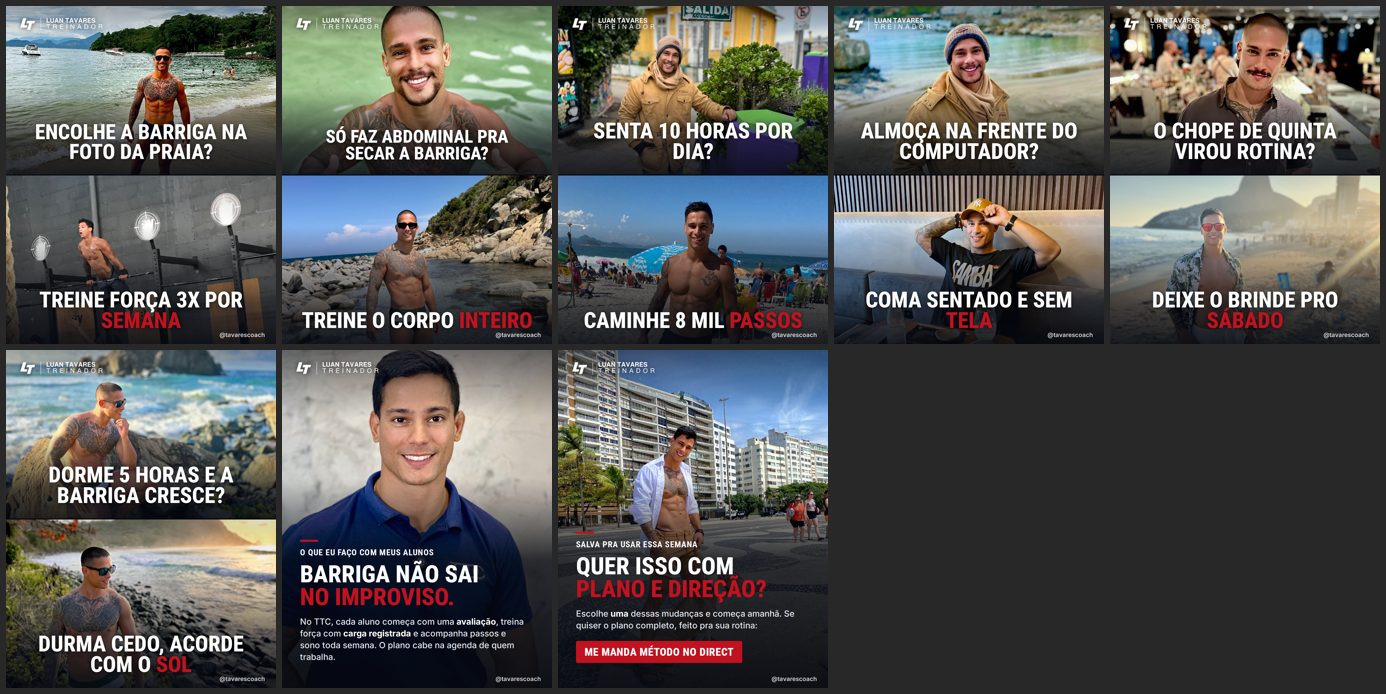 LT LUAN TAVARES
TREINADOR
ENCOLHE A BARRIGA NA
FOTO DA PRAIA?
TREINE FORÇA 3X POR
SEMANA
@tavarescoach
LT LUAN TAVARES
TREINADOR
SÓ FAZ ABDOMINAL PRA
SECAR A BARRIGA?
TREINE O CORPO INTEIRO
@tavarescoach
LT LUAN TAVARES
TREINADOR
SALIDA
SENTA 10 HORAS POR
DIA?
CAMINHE 8 MIL PASSOS
@tavarescoach
LT LUAN TAVARES
TREINADOR
ALMOÇA NA FRENTE DO
COMPUTADOR?
SAMBA
COMA SENTADO E SEM
TELA
@tavarescoach
LT LUAN TAVARES
TREINADOR
O CHOPE DE QUINTA
VIROU ROTINA?
DEIXE O BRINDE PRO
SÁBADO
@tavarescoach
LT LUAN TAVARES
TREINADOR
DORME 5 HORAS E A
BARRIGA CRESCE?
DURMA CEDO, ACORDE
COM O SOL
@tavarescoach
LT LUAN TAVARES
TREINADOR
O QUE EU FAÇO COM MEUS ALUNOS
BARRIGA NÃO SAI
NO IMPROVISO.
No TTC, cada aluno começa com uma avaliação, treina
força com carga registrada e acompanha passos e
sono toda semana. O plano cabe na agenda de quem
trabalha.
@tavarescoach
LT LUAN TAVARES
TREINADOR
SALVA PRA USAR ESSA SEMANA
QUER ISSO COM
PLANO E DIREÇÃO?
Escolhe uma dessas mudanças e começa amanhã. Se
quiser o plano completo, feito pra sua rotina:
ME MANDA MÉTODO NO DIRECT
@tavarescoach